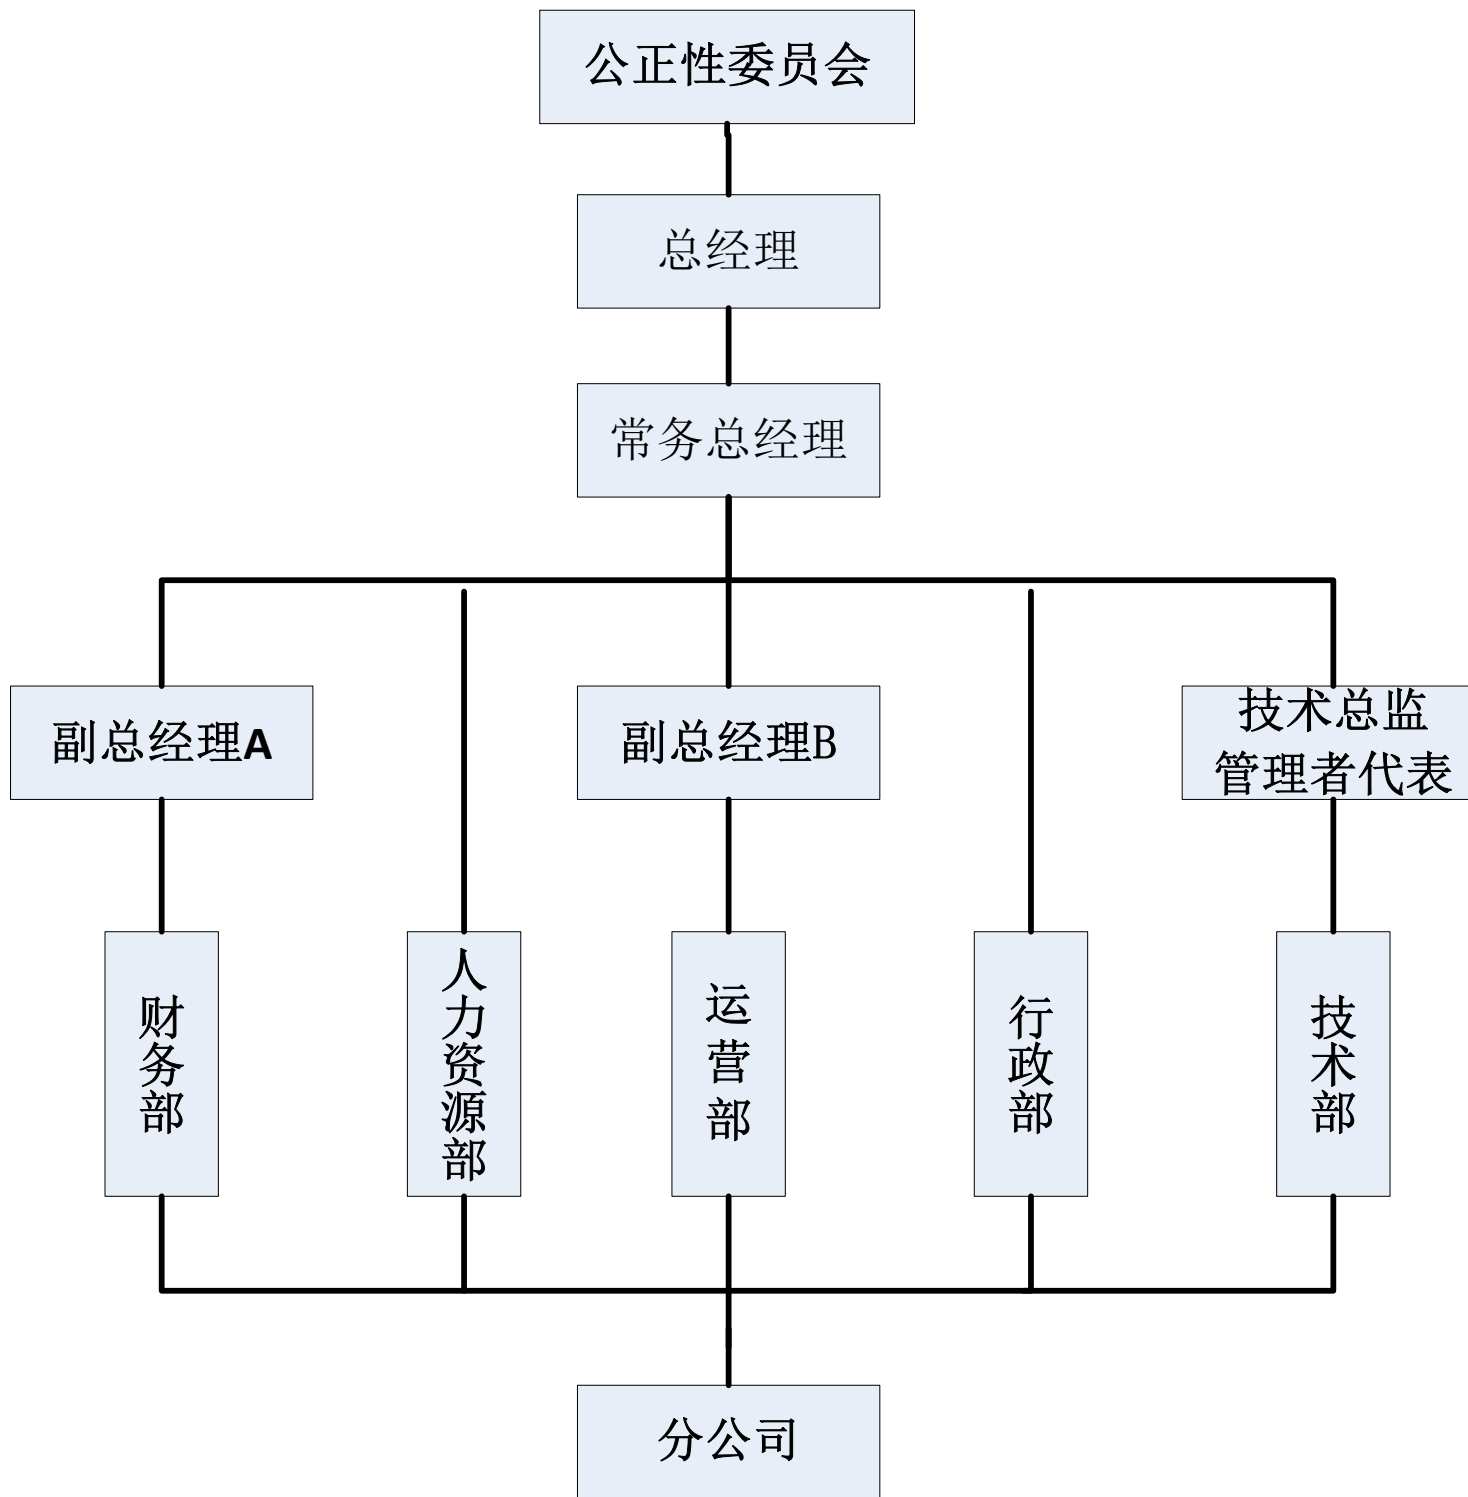 公正性委员会
总经理
常务总经理
副总经理A
副总经理B
技术总监
管理者代表
财务部
人力资源部
运营部
行政部
技术部
分公司